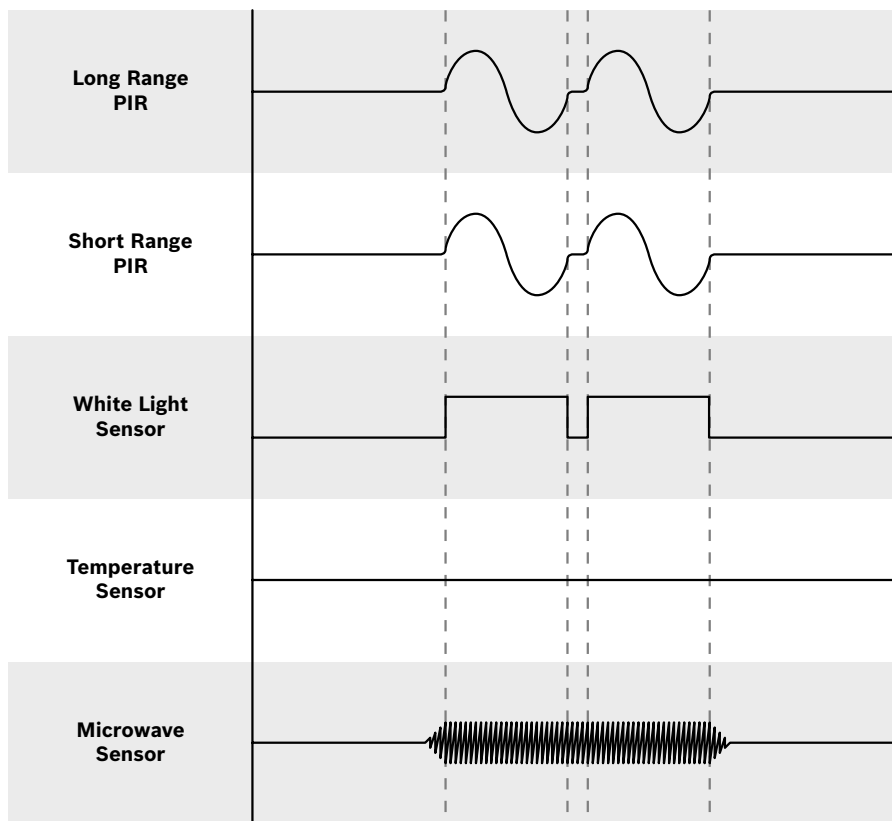 Long Range
PIR
Short Range
PIR
White Light
Sensor
Temperature
Sensor
Microwave
Sensor